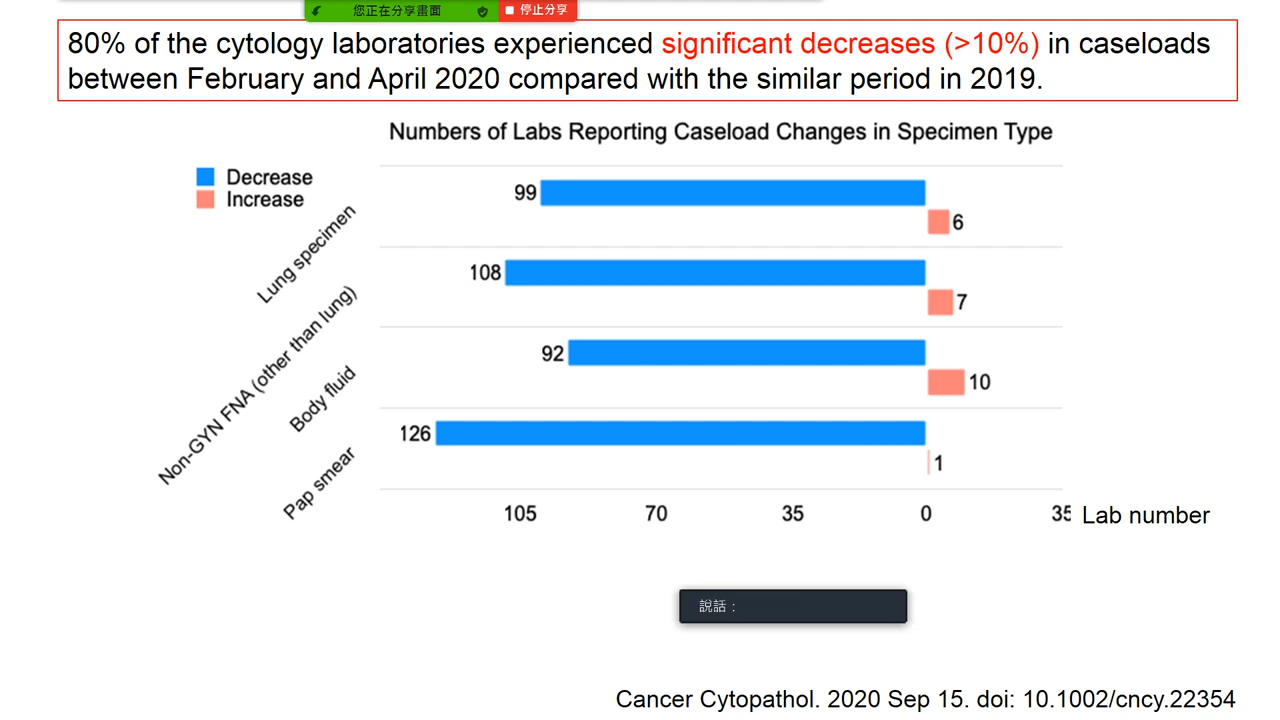 您正在分享畫面
停止分享
80% of the cytology laboratories experienced significant decreases (>10%) in caseloads
between February and April 2020 compared with the similar period in 2019.
Numbers of Labs Reporting Caseload Changes in Specimen Type
Decrease
Increase
Lung specimen
99
6
Non-GYN FNA (other than lung)
108
7
Body fluid
92
10
Pap smear
126
1
105 70 35 0 35 Lab number
說話：
Cancer Cytopathol. 2020 Sep 15. doi: 10.1002/cncy.22354